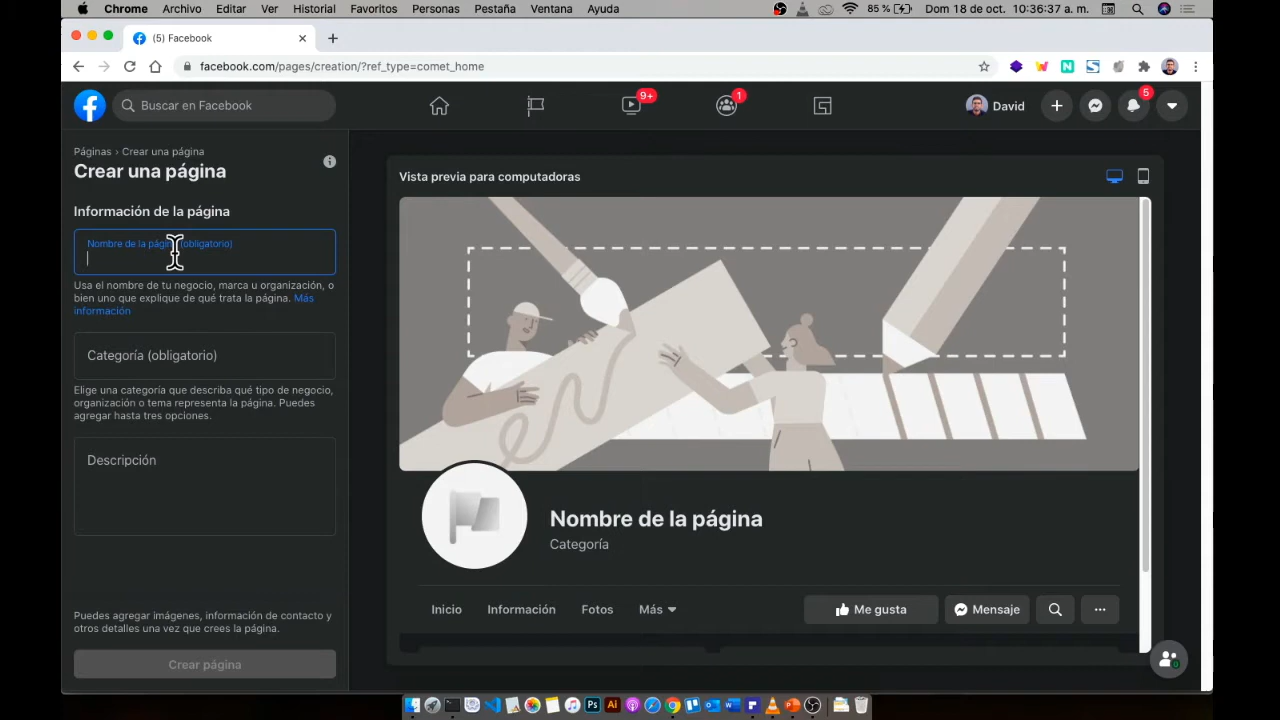 Chrome Archivo Editar Ver Historial Favoritos Personas Pestaña Ventana Ayuda 85 % Dom 18 de oct. 10:36:37 a. m.
(5) Facebook
facebook.com/pages/creation/?ref_type=comet_home
Buscar en Facebook 9+ 1 David 5
Páginas › Crear una página
Crear una página
Información de la página
Nombre de la página (obligatorio)
Usa el nombre de tu negocio, marca u organización, o
bien uno que explique de qué trata la página. Más
información
Categoría (obligatorio)
Elige una categoría que describa qué tipo de negocio,
organización o tema representa la página. Puedes
agregar hasta tres opciones.
Descripción
Puedes agregar imágenes, información de contacto y
otros detalles una vez que crees la página.
Crear página
Vista previa para computadoras
Nombre de la página
Categoría
Inicio Información Fotos Más Me gusta Mensaje
Ps Ai